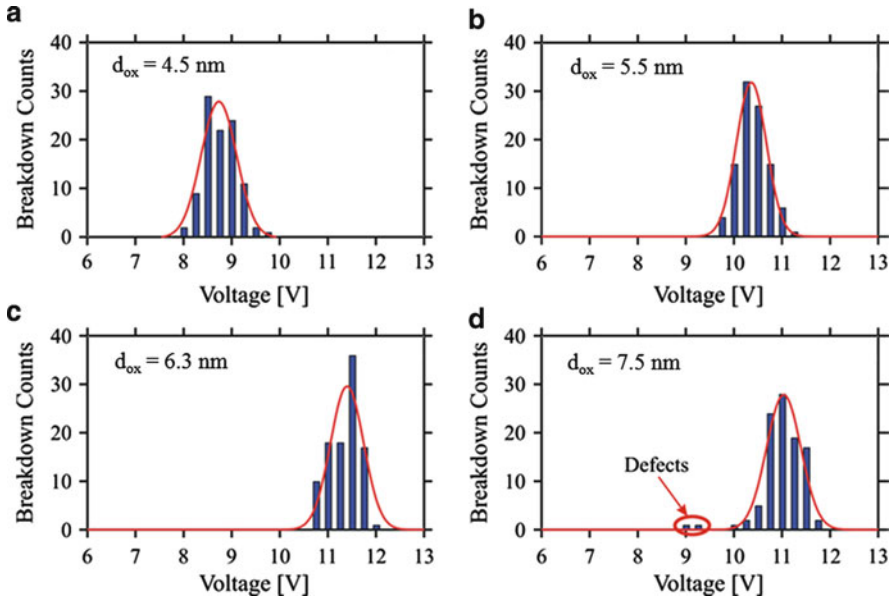 a
40
30
20
10
0
Breakdown Counts
dox = 4.5 nm
6 7 8 9 10 11 12 13
Voltage [V]
b
40
30
20
10
0
Breakdown Counts
dox = 5.5 nm
6 7 8 9 10 11 12 13
Voltage [V]
c
40
30
20
10
0
Breakdown Counts
dox = 6.3 nm
6 7 8 9 10 11 12 13
Voltage [V]
d
40
30
20
10
0
Breakdown Counts
dox = 7.5 nm
Defects
6 7 8 9 10 11 12 13
Voltage [V]